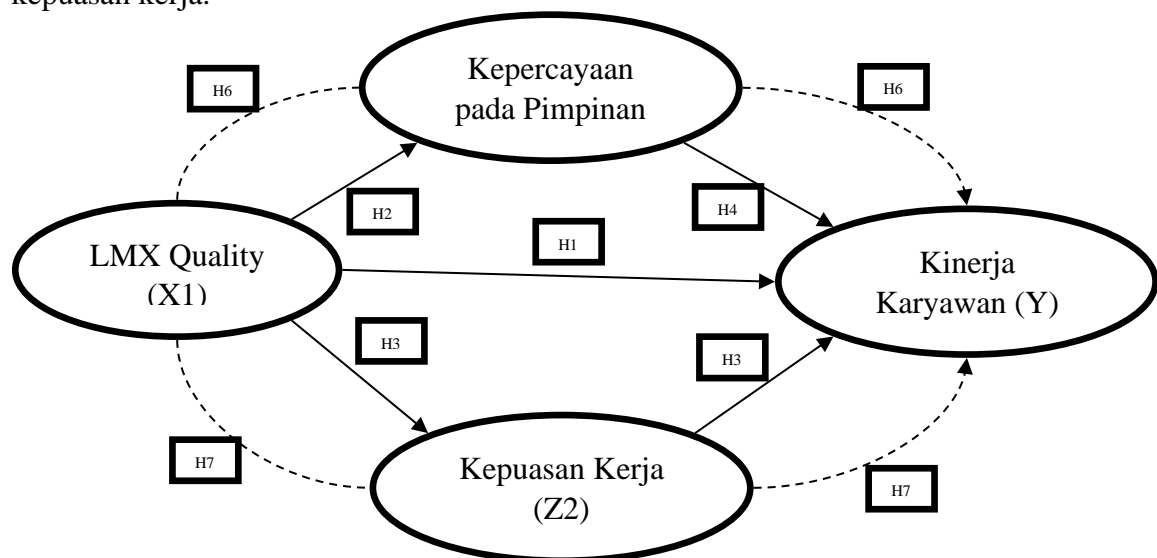 kepuasan kerja.
Kepercayaan
pada Pimpinan
H6
H6
H2
H4
H1
LMX Quality
(X1)
Kinerja
Karyawan (Y)
H3
H3
Kepuasan Kerja
(Z2)
H7
H7